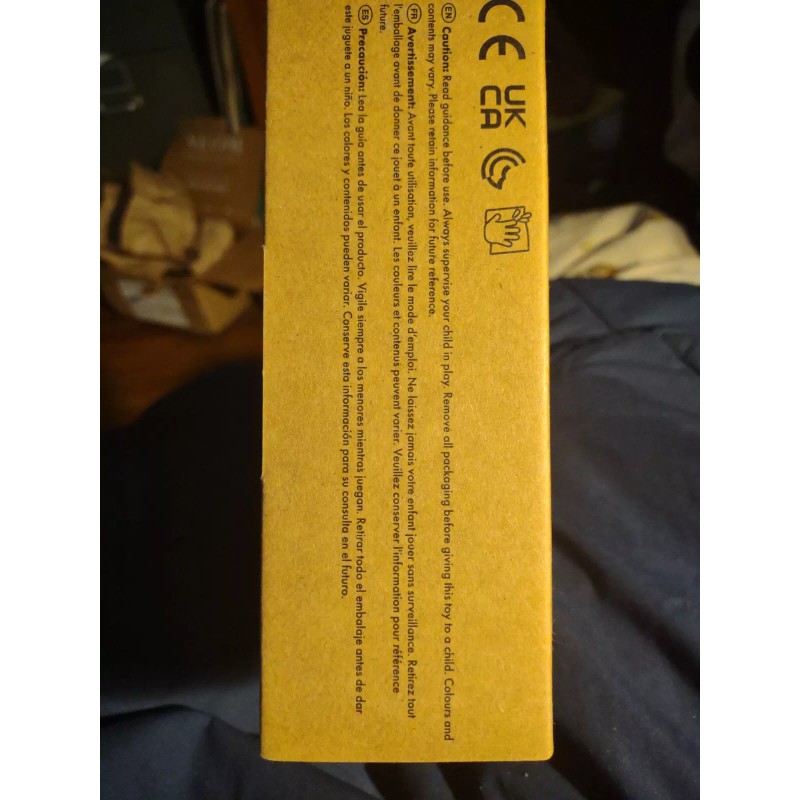 CE UK
CA
EN Caution: Read guidance before use. Always supervise your child in play. Remove all packaging before giving this toy to a child. Colours and
contents may vary. Please retain information for future reference.
FR Avertissement: Avant toute utilisation, veuillez lire le mode d'emploi. Ne laissez jamais votre enfant jouer sans surveillance. Retirez tout
l'emballage avant de donner ce jouet à un enfant. Les couleurs et contenus peuvent varier. Veuillez conserver l'information pour référence
future.
ES Precaución: Lea la guía antes de usar el producto. Vigile siempre a los menores mientras juegan. Retirar todo el embalaje antes de dar
este juguete a un niño. Los colores y contenidos pueden variar. Conserve esta información para su consulta en el futuro.